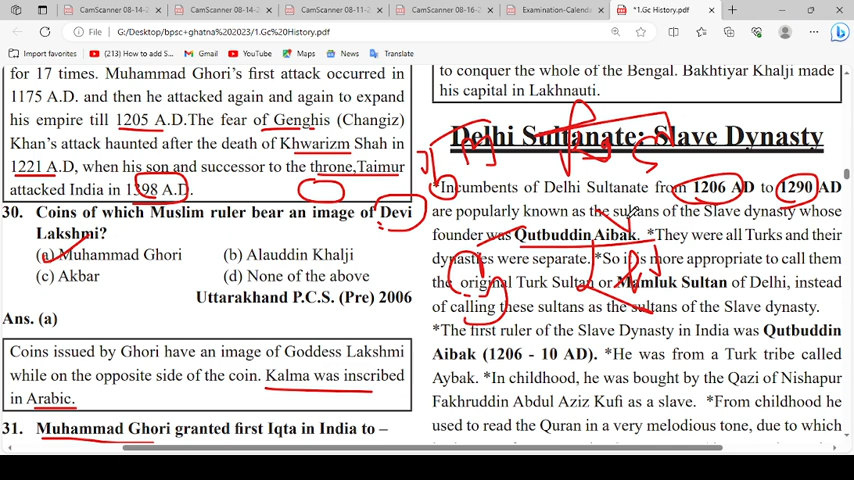 CamScanner 08-14-2
CamScanner 08-14-2
CamScanner 08-11-2
CamScanner 08-16-2
Examination-Calend
*1.Gc History.pdf
File
Desktop/bpsc+ghatna%202023/1.Gc%20History.pdf
Import favorites
(213) How to add S...
Gmail
YouTube
Maps
News
Translate
for 17 times. Muhammad Ghori's first attack occurred in
1175 A.D. and then he attacked again and again to expand
his empire till 1205 A.D.The fear of Genghis (Changiz)
Khan's attack haunted after the death of Khwarizm Shah in
1221 A.D, when his son and successor to the throne,Taimur
attacked India in 1398 A.D.
30. Coins of which Muslim ruler bear an image of Devi
Lakshmi?
(a) Muhammad Ghori (b) Alauddin Khalji
(c) Akbar (d) None of the above
Uttarakhand P.C.S. (Pre) 2006
Ans. (a)
Coins issued by Ghori have an image of Goddess Lakshmi
while on the opposite side of the coin. Kalma was inscribed
in Arabic.
31. Muhammad Ghori granted first Iqta in India to –
to conquer the whole of the Bengal. Bakhtiyar Khalji made
his capital in Lakhnauti.
Delhi Sultanate: Slave Dynasty
*Incumbents of Delhi Sultanate from 1206 AD to 1290 AD
are popularly known as the sultans of the Slave dynasty whose
founder was Qutbuddin Aibak. *They were all Turks and their
dynasties were separate. *So it is more appropriate to call them
the original Turk Sultan or Mamluk Sultan of Delhi, instead
of calling these sultans as the sultans of the Slave dynasty.
*The first ruler of the Slave Dynasty in India was Qutbuddin
Aibak (1206 - 10 AD). *He was from a Turk tribe called
Aybak. *In childhood, he was bought by the Qazi of Nishapur
Fakhruddin Abdul Aziz Kufi as a slave. *From childhood he
used to read the Quran in a very melodious tone, due to which